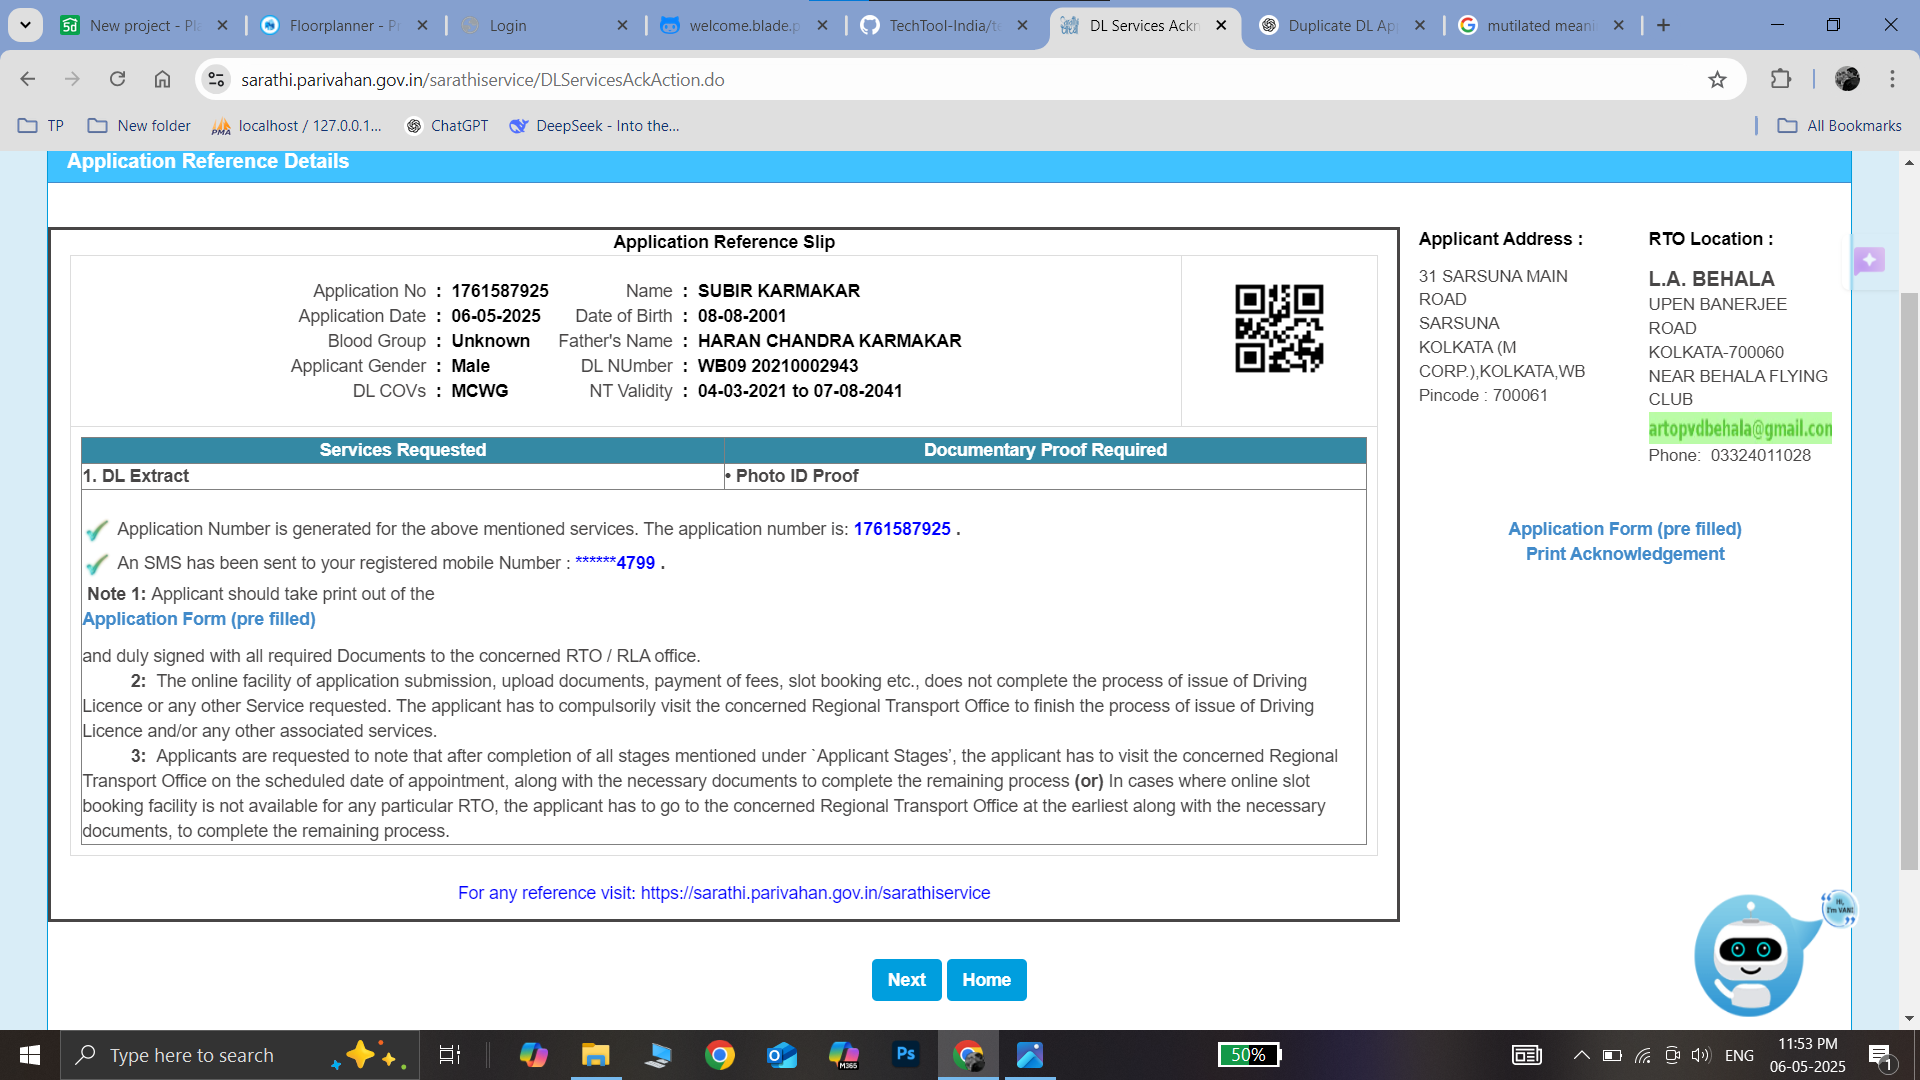 New project - Pla
Floorplanner - P
Login
welcome.blade.p
TechTool-India/te
DL Services Ackn
Duplicate DL Ap
mutilated meani
sarathi.parivahan.gov.in/sarathiservice/DLServicesAckAction.do
TP
New folder
localhost / 127.0.0.1...
ChatGPT
DeepSeek - Into the...
All Bookmarks
Application Reference Details
Application Reference Slip
Application No : 1761587925 Name : SUBIR KARMAKAR
Application Date : 06-05-2025 Date of Birth : 08-08-2001
Blood Group : Unknown Father's Name : HARAN CHANDRA KARMAKAR
Applicant Gender : Male DL NUmber : WB09 20210002943
DL COVs : MCWG NT Validity : 04-03-2021 to 07-08-2041
Services Requested Documentary Proof Required
1. DL Extract • Photo ID Proof
Application Number is generated for the above mentioned services. The application number is: 1761587925 .
An SMS has been sent to your registered mobile Number : ******4799 .
Note 1: Applicant should take print out of the
Application Form (pre filled)
and duly signed with all required Documents to the concerned RTO / RLA office.
2: The online facility of application submission, upload documents, payment of fees, slot booking etc., does not complete the process of issue of Driving
Licence or any other Service requested. The applicant has to compulsorily visit the concerned Regional Transport Office to finish the process of issue of Driving
Licence and/or any other associated services.
3: Applicants are requested to note that after completion of all stages mentioned under `Applicant Stages’, the applicant has to visit the concerned Regional
Transport Office on the scheduled date of appointment, along with the necessary documents to complete the remaining process (or) In cases where online slot
booking facility is not available for any particular RTO, the applicant has to go to the concerned Regional Transport Office at the earliest along with the necessary
documents, to complete the remaining process.
For any reference visit: https://sarathi.parivahan.gov.in/sarathiservice
Applicant Address :
31 SARSUNA MAIN
ROAD
SARSUNA
KOLKATA (M
CORP.),KOLKATA,WB
Pincode : 700061
RTO Location :
L.A. BEHALA
UPEN BANERJEE
ROAD
KOLKATA-700060
NEAR BEHALA FLYING
CLUB
artopvdbehala@gmail.com
Phone: 03324011028
Application Form (pre filled)
Print Acknowledgement
Next
Home
Hi,
I'm VANI
Type here to search
M365
Ps
50%
ENG
11:53 PM
06-05-2025
1